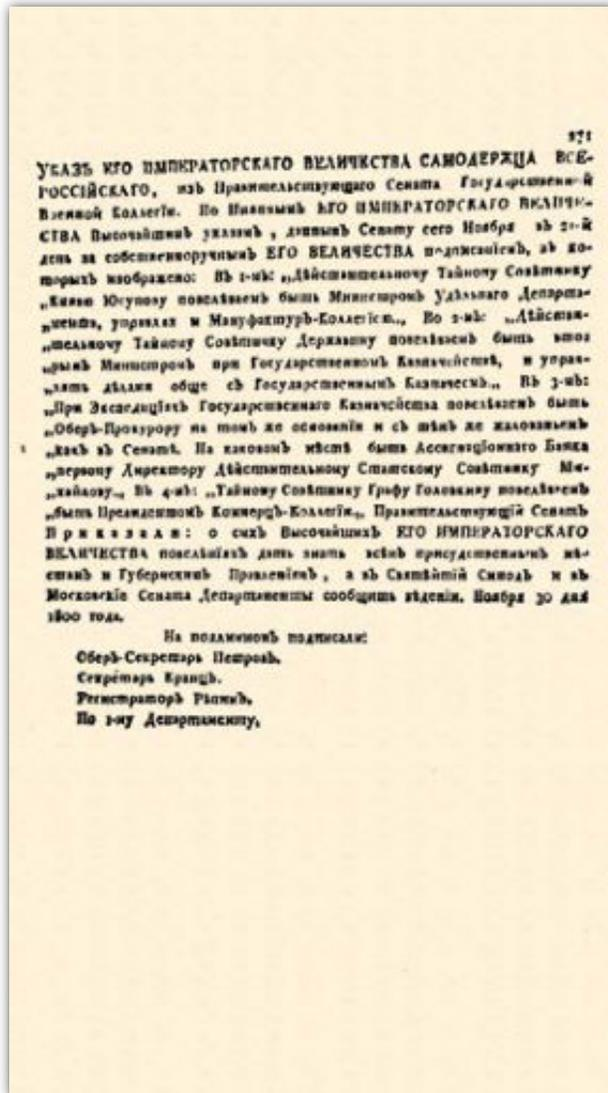 271
УКАЗЪ ЕГО ИМПЕРАТОРСКАГО ВЕЛИЧЕСТВА САМОДЕРЖЦА ВСЕ-
РОССІЙСКАГО, изъ Правительствующаго Сената Государственной
Военной Коллегіи. По Имяннымъ ЕГО ИМПЕРАТОРСКАГО ВЕЛИЧЕ-
СТВА Высочайшимъ указамъ, даннымъ Сенату сего Ноября въ
день за собственноручнымъ ЕГО ВЕЛИЧЕСТВА подписаніемъ, въ ко-
торыхъ изображено: Въ 1-мъ: „Дѣйствительному Тайному Совѣтнику
„Князю Юсупову повелѣваемъ быть Министромъ Удѣльнаго Департа-
„мента, управляя и Мануфактуръ-Коллегіею„, Во 2-мъ: „Дѣйстви-
„тельному Тайному Совѣтнику Державину повелѣваемъ быть вто-
„рымъ Министромъ при Государственномъ Казначействѣ, и управ-
„лять дѣлами обще съ Государственнымъ Казначеемъ„. Въ 3-мъ:
„При Экспедиціяхъ Государственнаго Казначейства повелѣваемъ быть
„Оберъ-Прокурору на томъ же основаніи и съ тѣмъ же жалованьемъ
„какъ въ Сенатѣ. На каковомъ мѣстѣ быть Ассигнаціоннаго Банка
„первому Директору Дѣйствительному Статскому Совѣтнику Ми-
„хайлову„. Въ 4-мъ: „Тайному Совѣтнику Графу Головкину повелѣваемъ
„быть Президентомъ Коммерцъ-Коллегіи„, Правительствующій Сенатъ
Приказали: о сихъ Высочайшихъ ЕГО ИМПЕРАТОРСКАГО
ВЕЛИЧЕСТВА повелѣніяхъ дать знать всѣмъ присудственнымъ мѣ-
стамъ и Губернскимъ Правленіямъ, а въ Святѣйшій Синодъ и въ
Московскіе Сената Департаменты сообщить вѣденіи. Ноября 30 дня
1800 года.
На подлинномъ подписали:
Оберъ-Секретарь Петровъ.
Секретарь Кранцъ.
Регистраторъ
По 1-му Департаменту.